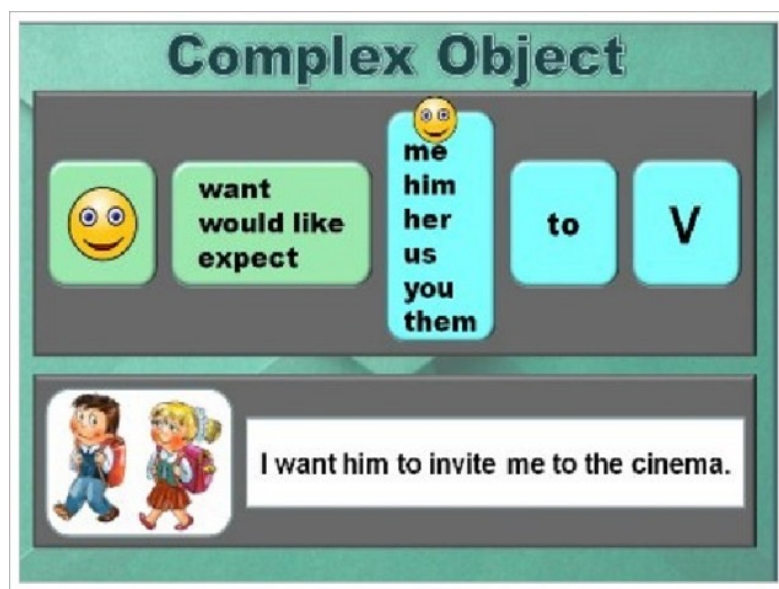 Complex Object
want
would like
expect
me
him
her
us
you
them
to
V
I want him to invite me to the cinema.